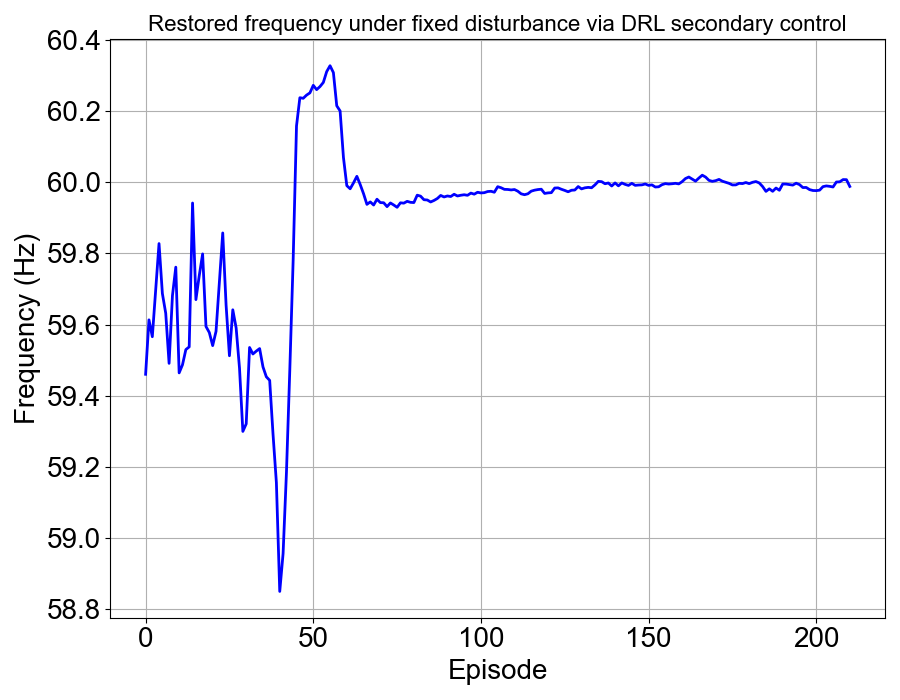 Restored frequency under fixed disturbance via DRL secondary control
60.4
60.2
60.0
59.8
59.6
59.4
59.2
59.0
58.8
Frequency (Hz)
0 50 100 150 200
Episode